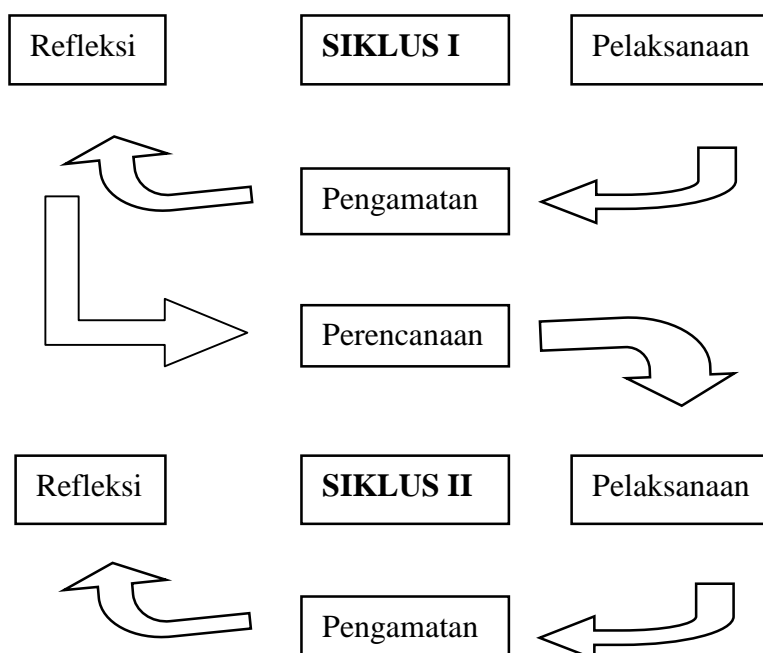 Refleksi SIKLUS I Pelaksanaan
Pengamatan
Perencanaan
Refleksi SIKLUS II Pelaksanaan
Pengamatan